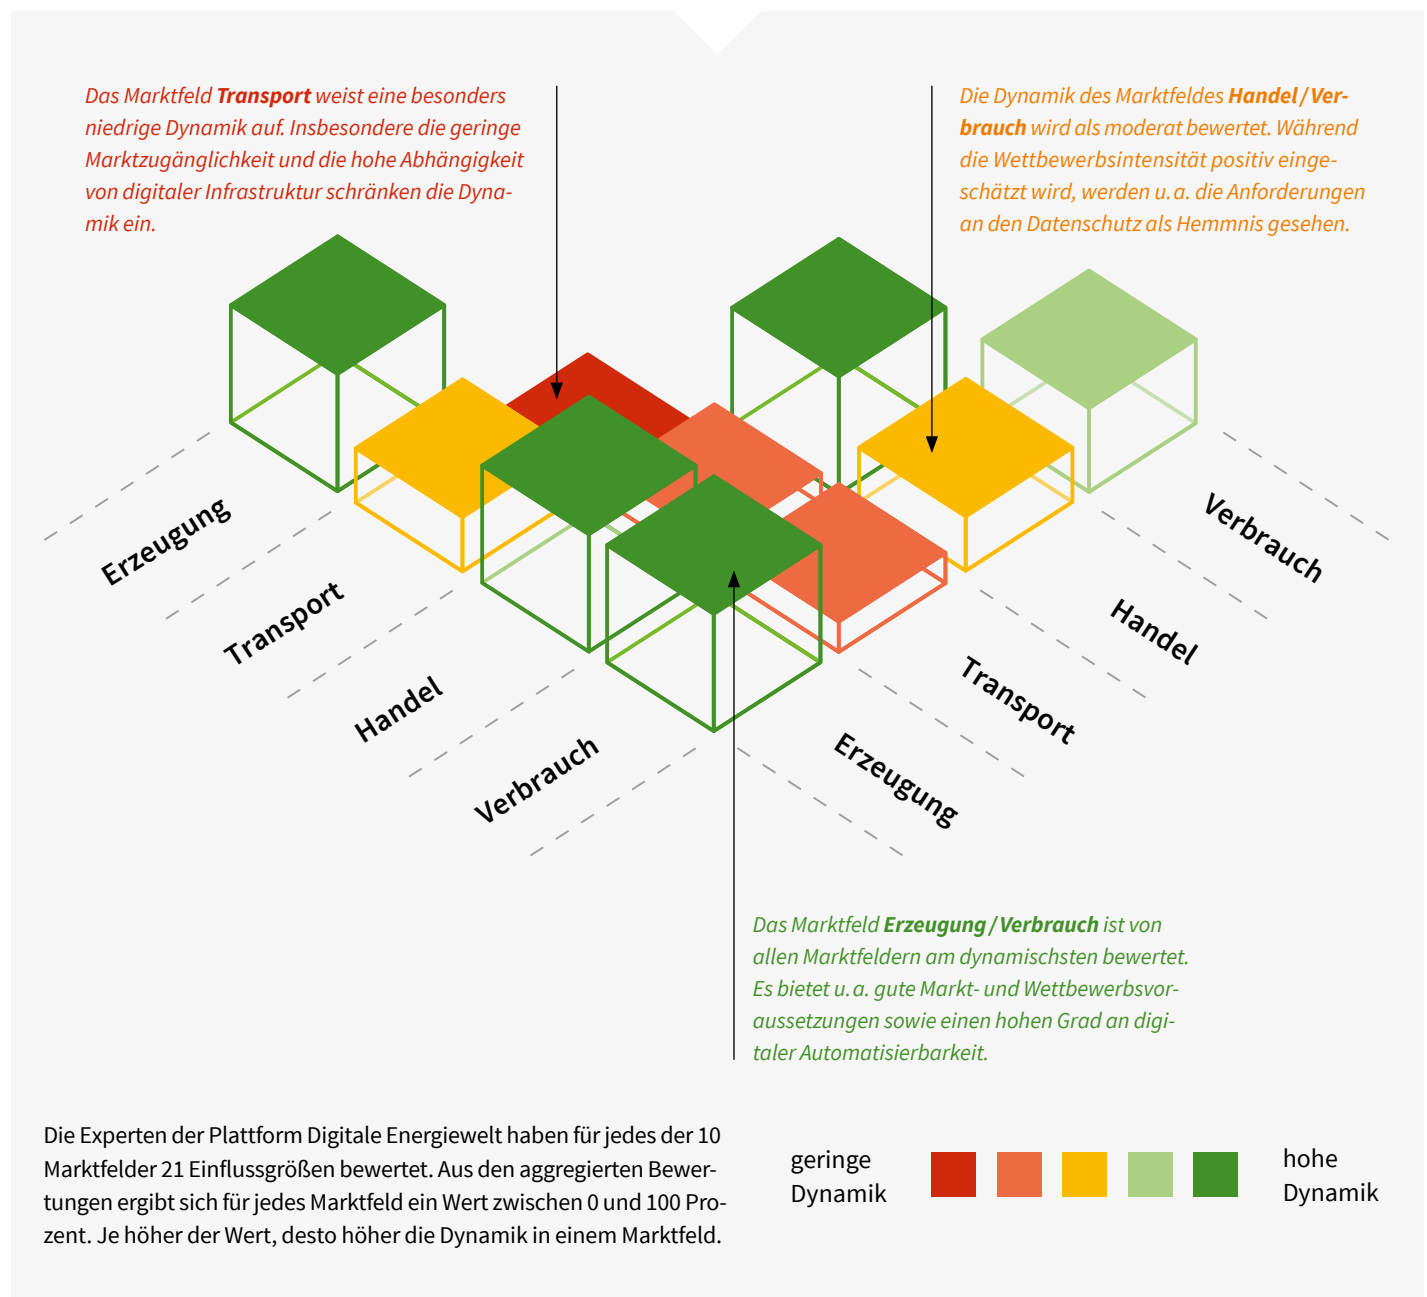 Das Marktfeld Transport weist eine besonders
niedrige Dynamik auf. Insbesondere die geringe
Marktzugänglichkeit und die hohe Abhängigkeit
von digitaler Infrastruktur schränken die Dyna-
mik ein.
Die Dynamik des Marktfeldes Handel/Ver-
brauch wird als moderat bewertet. Während
die Wettbewerbsintensität positiv einge-
schätzt wird, werden u.a. die Anforderungen
an den Datenschutz als Hemmnis gesehen.
Erzeugung
Transport
Handel
Verbrauch
Verbrauch
Handel
Transport
Erzeugung
Das Marktfeld Erzeugung/Verbrauch ist von
allen Marktfeldern am dynamischsten bewertet.
Es bietet u.a. gute Markt- und Wettbewerbsvor-
aussetzungen sowie einen hohen Grad an digi-
taler Automatisierbarkeit.
Die Experten der Plattform Digitale Energiewelt haben für jedes der 10
Marktfelder 21 Einflussgrößen bewertet. Aus den aggregierten Bewer-
tungen ergibt sich für jedes Marktfeld ein Wert zwischen 0 und 100 Pro-
zent. Je höher der Wert, desto höher die Dynamik in einem Marktfeld.
geringe
Dynamik
hohe
Dynamik